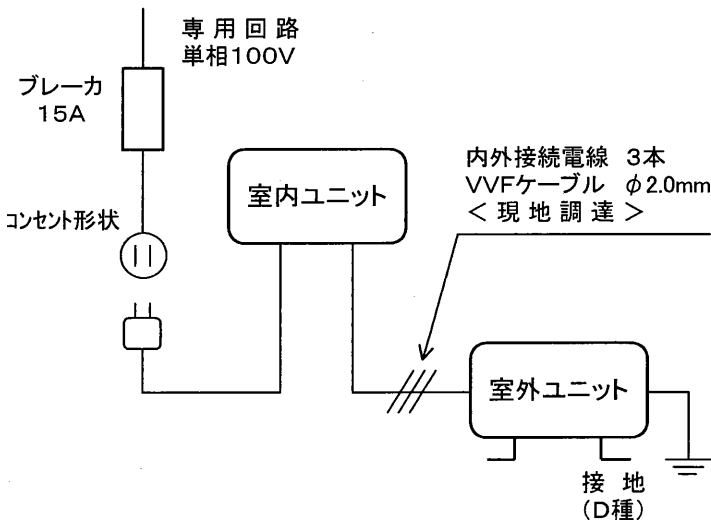 専用回路
単相100V
ブレーカ
15A
コンセント形状
室内ユニット
内外接続電線 3本
VVFケーブル φ2.0mm
<現地調達>
室外ユニット
接地
(D種)